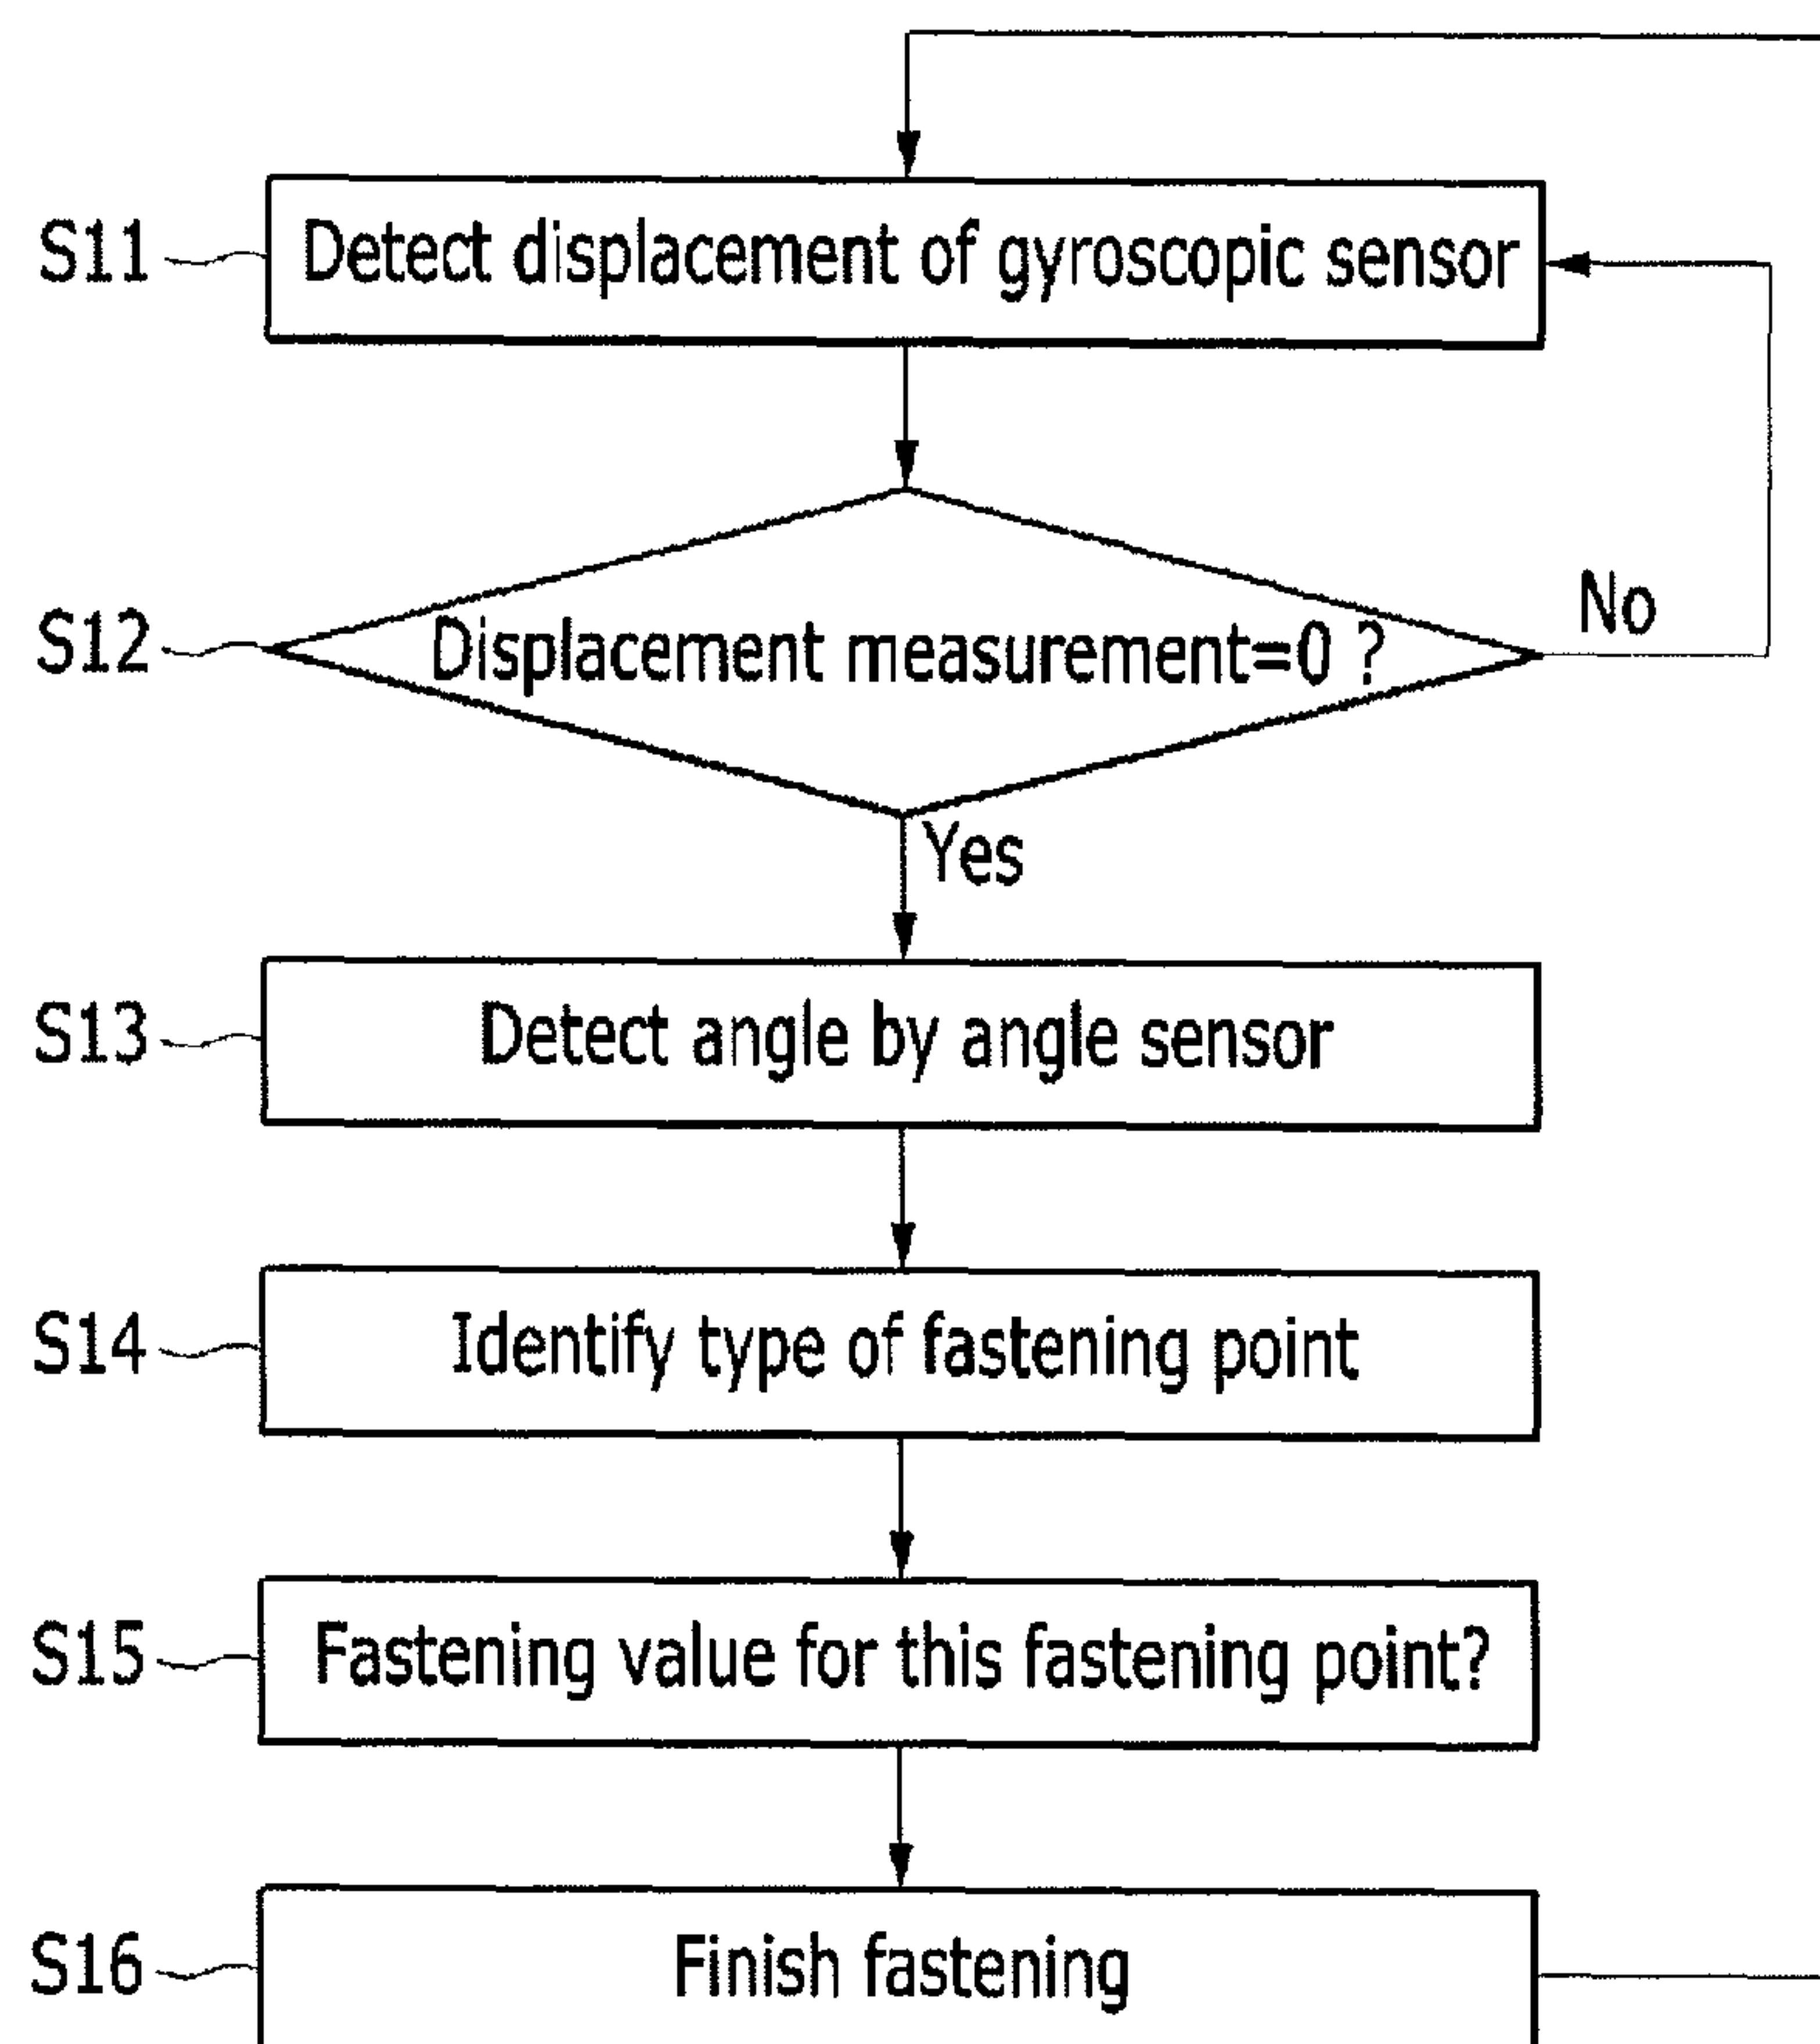 S11 Detect displacement of gyroscopic sensor
S12 Displacement measurement=0 ?
No
Yes
S13 Detect angle by angle sensor
S14 Identify type of fastening point
S15 Fastening value for this fastening point?
S16 Finish fastening